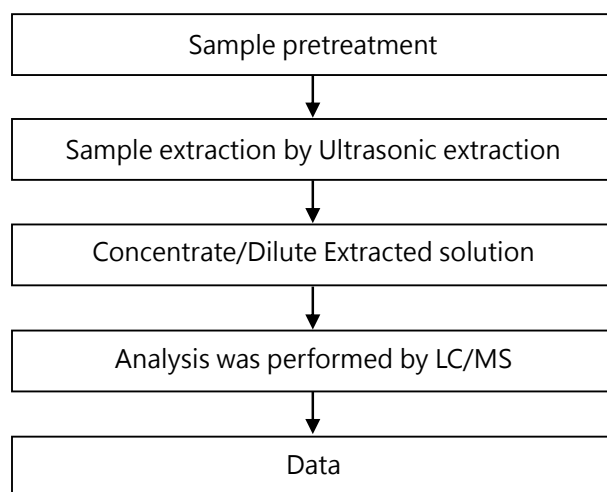 Sample pretreatment
Sample extraction by Ultrasonic extraction
Concentrate/Dilute Extracted solution
Analysis was performed by LC/MS
Data